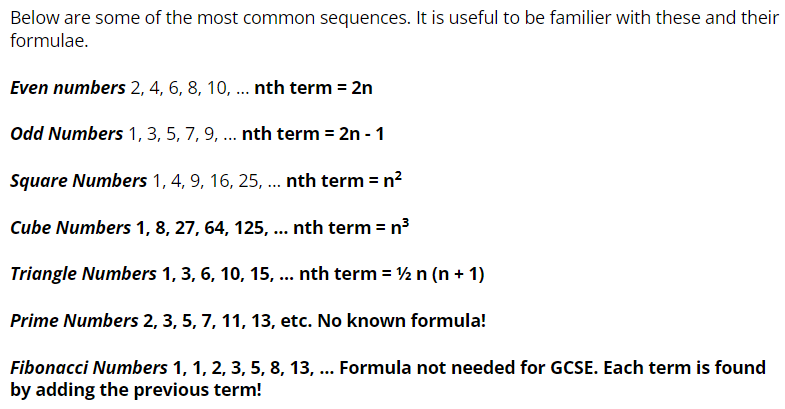 Below are some of the most common sequences. It is useful to be familier with these and their
formulae.
Even numbers 2, 4, 6, 8, 10, ... nth term = 2n
Odd Numbers 1, 3, 5, 7, 9, ... nth term = 2n - 1
Square Numbers 1, 4, 9, 16, 25, ... nth term = n²
Cube Numbers 1, 8, 27, 64, 125, ... nth term = n³
Triangle Numbers 1, 3, 6, 10, 15, ... nth term = ½ n (n + 1)
Prime Numbers 2, 3, 5, 7, 11, 13, etc. No known formula!
Fibonacci Numbers 1, 1, 2, 3, 5, 8, 13, ... Formula not needed for GCSE. Each term is found
by adding the previous term!